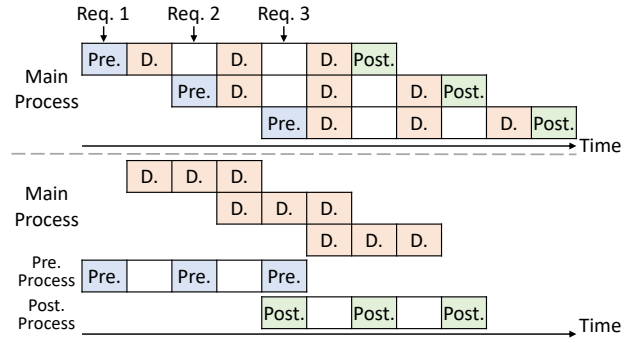 Req. 1 Req. 2 Req. 3
Pre. D. D. D. Post.
Main
Process
Pre. D. D. D. Post.
Pre. D. D. D. Post.
Time
D. D. D.
Main
Process
D. D. D.
D. D. D.
Pre.
Process
Pre. Pre. Pre.
Post.
Process
Post. Post. Post.
Time